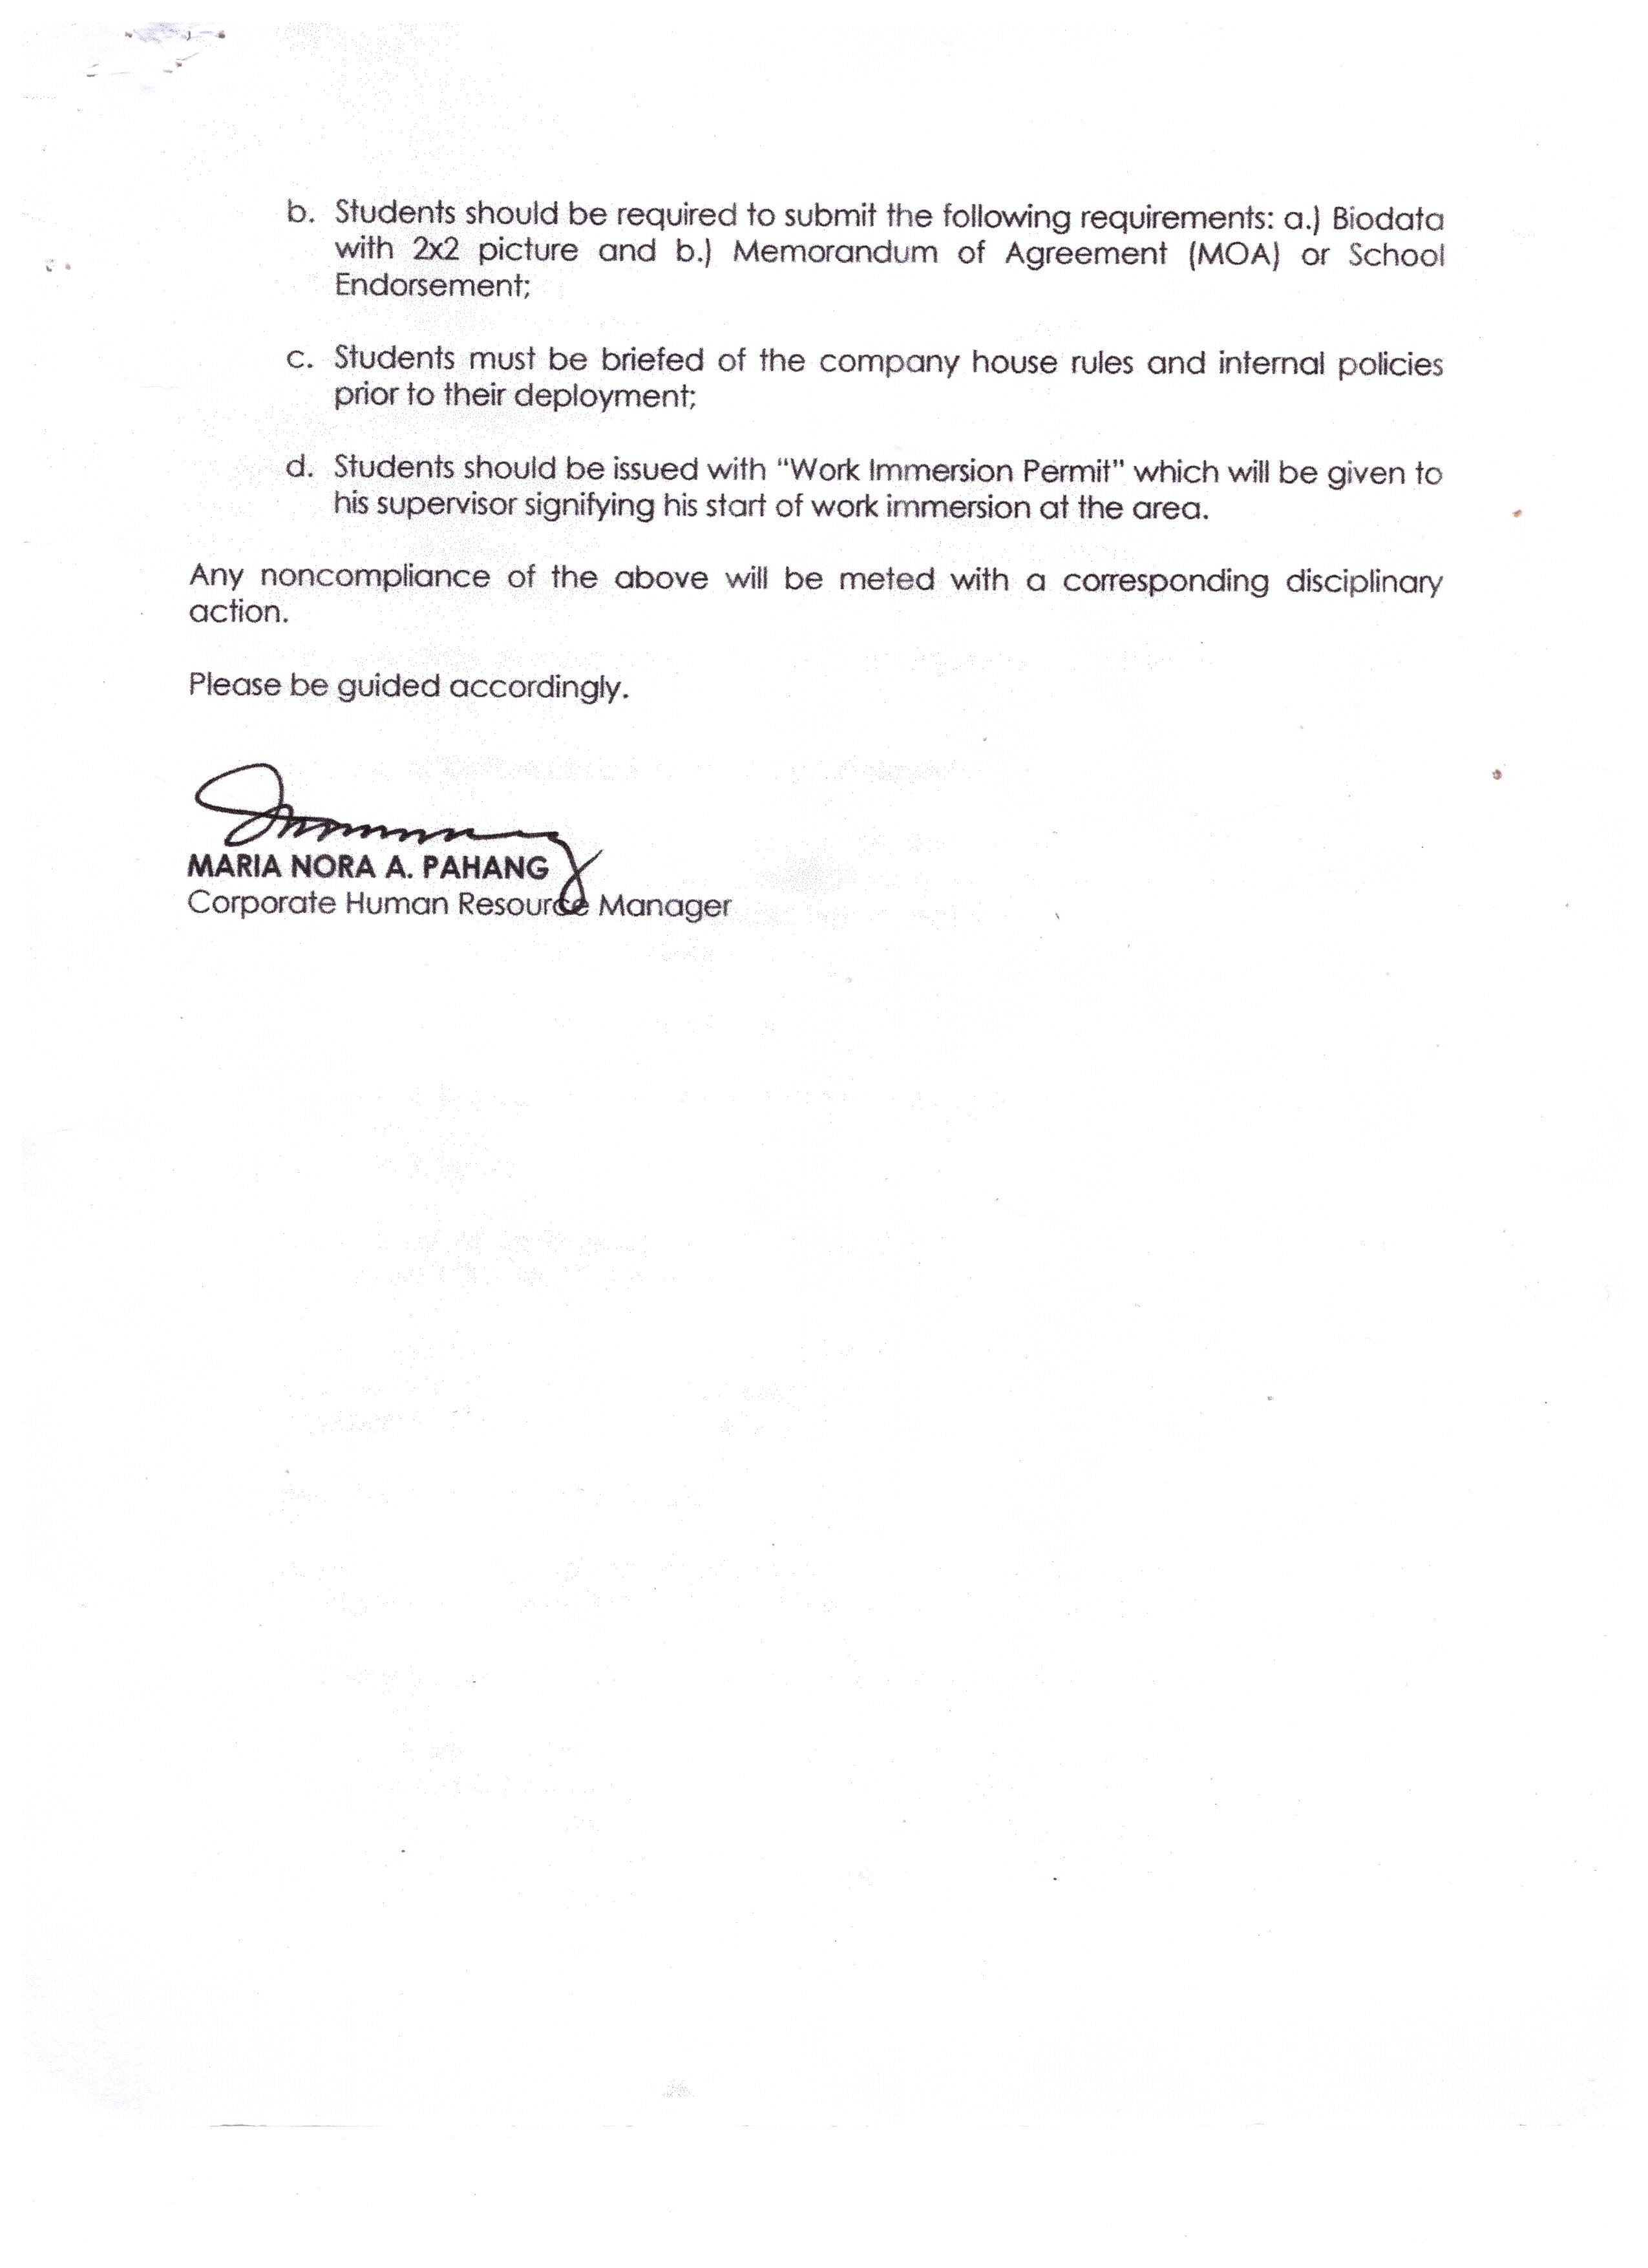 b. Students should be required to submit the following requirements: a.) Biodata
with 2x2 picture and b.) Memorandum of Agreement (MOA) or School
Endorsement;
c. Students must be briefed of the company house rules and internal policies
prior to their deployment;
d. Students should be issued with “Work Immersion Permit” which will be given to
his supervisor signifying his start of work immersion at the area.
Any noncompliance of the above will be meted with a corresponding disciplinary
action.
Please be guided accordingly.
MARIA NORA A. PAHANG
Corporate Human Resource Manager